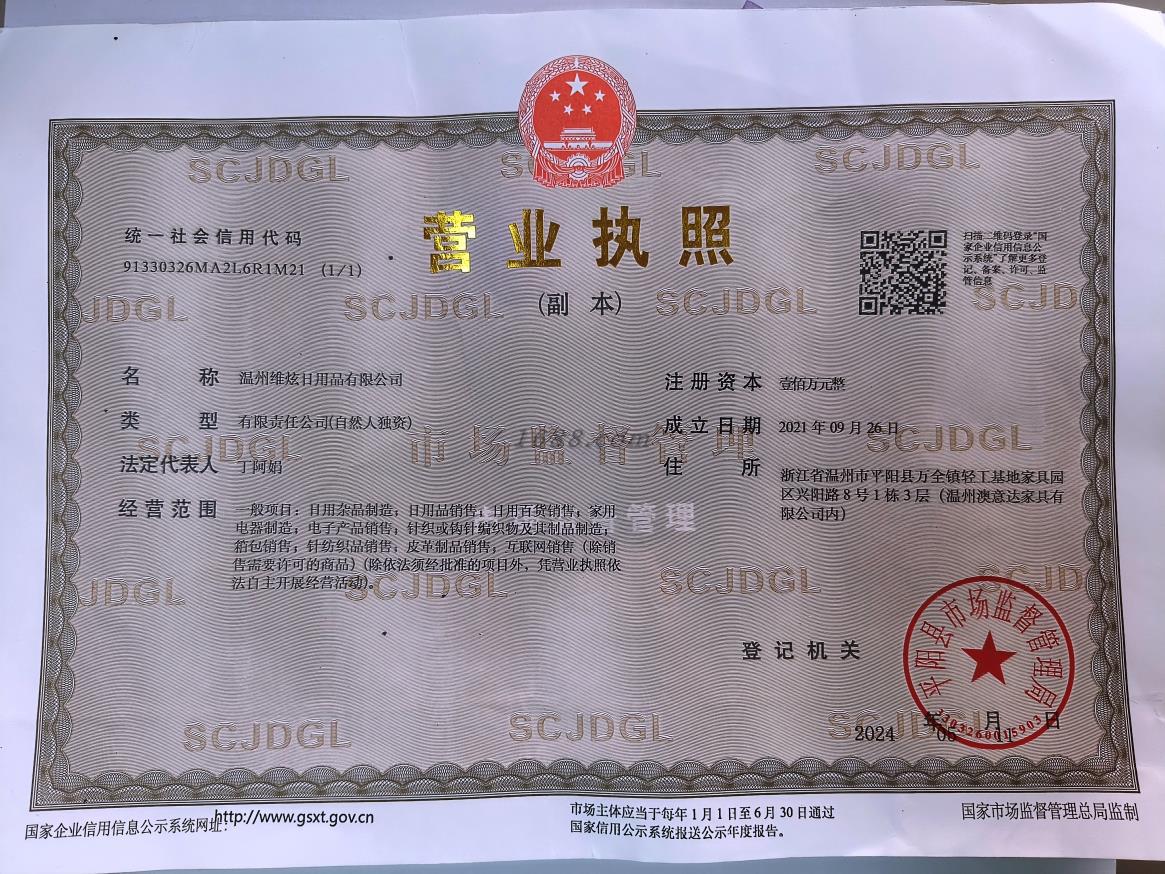 营业执照
(副 本)
统一社会信用代码
91330326MA2L6R1M21 (1/1)
扫描二维码登录"国
家企业信用信息公
示系统"了解更多登
记、备案、许可、监
管信息
名称 温州维炫日用品有限公司
类型 有限责任公司(自然人独资)
法定代表人 丁阿娟
经营范围 一般项目：日用杂品制造；日用品销售；日用百货销售；家用
电器制造；电子产品销售；针织或钩针编织物及其制品制造；
箱包销售；针纺织品销售；皮革制品销售；互联网销售（除销
售需要许可的商品）(除依法须经批准的项目外，凭营业执照依
法自主开展经营活动)。
注册资本 壹佰万元整
成立日期 2021年09月26日
住所 浙江省温州市平阳县万全镇轻工基地家具园
区兴阳路8号1栋3层（温州澳意达家具有
限公司内）
登记机关
平阳县市场监督管理局
3303260015903
2024 年 06 月 11 日
SCJDGL SCJDGL SCJDGL
JDGL SCJDGL SCJDGL SCJD
SCJDGL 市场监督管理 SCJDGL
管理
JDGL SCJDGL SCJDGL SCJD
SCJDGL SCJDGL SCJDGL
1688.com
国家企业信用信息公示系统网址：http://www.gsxt.gov.cn
市场主体应当于每年1月1日至6月30日通过
国家信用公示系统报送公示年度报告。
国家市场监督管理总局监制